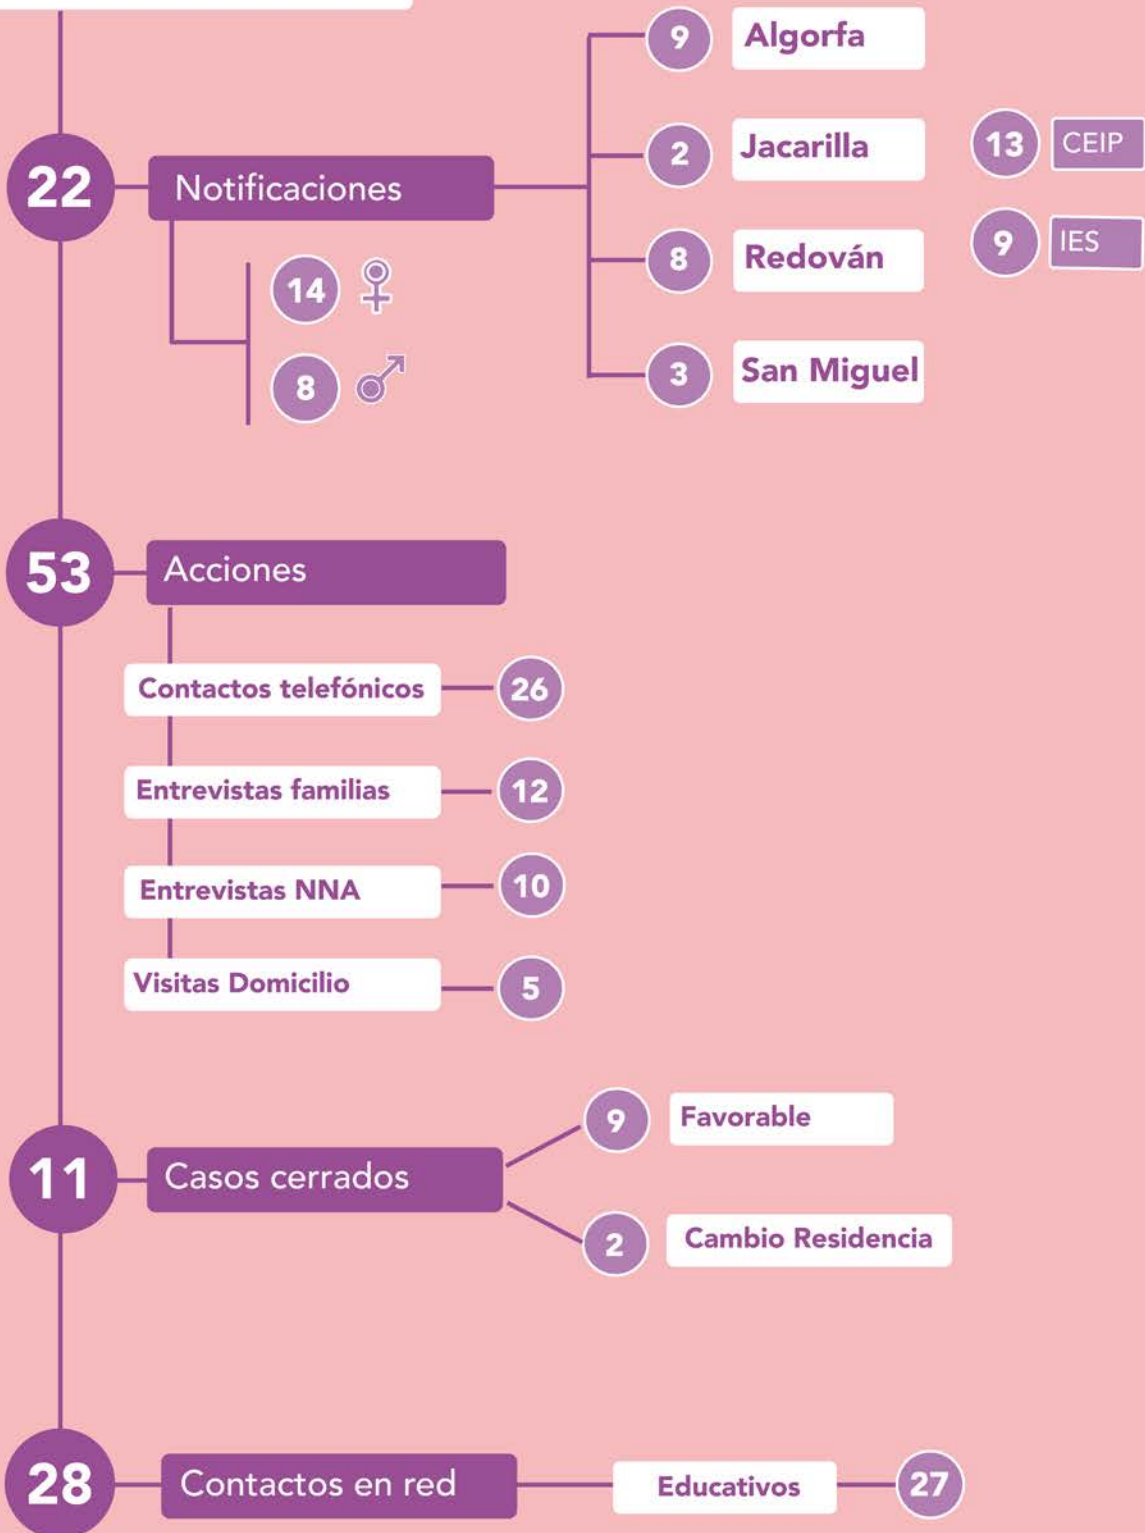 9 Algorfa
2 Jacarilla
13 CEIP
22 Notificaciones
8 Redován
9 IES
14
8
3 San Miguel
53 Acciones
Contactos telefónicos 26
Entrevistas familias 12
Entrevistas NNA 10
Visitas Domicilio 5
9 Favorable
11 Casos cerrados
2 Cambio Residencia
28 Contactos en red Educativos 27